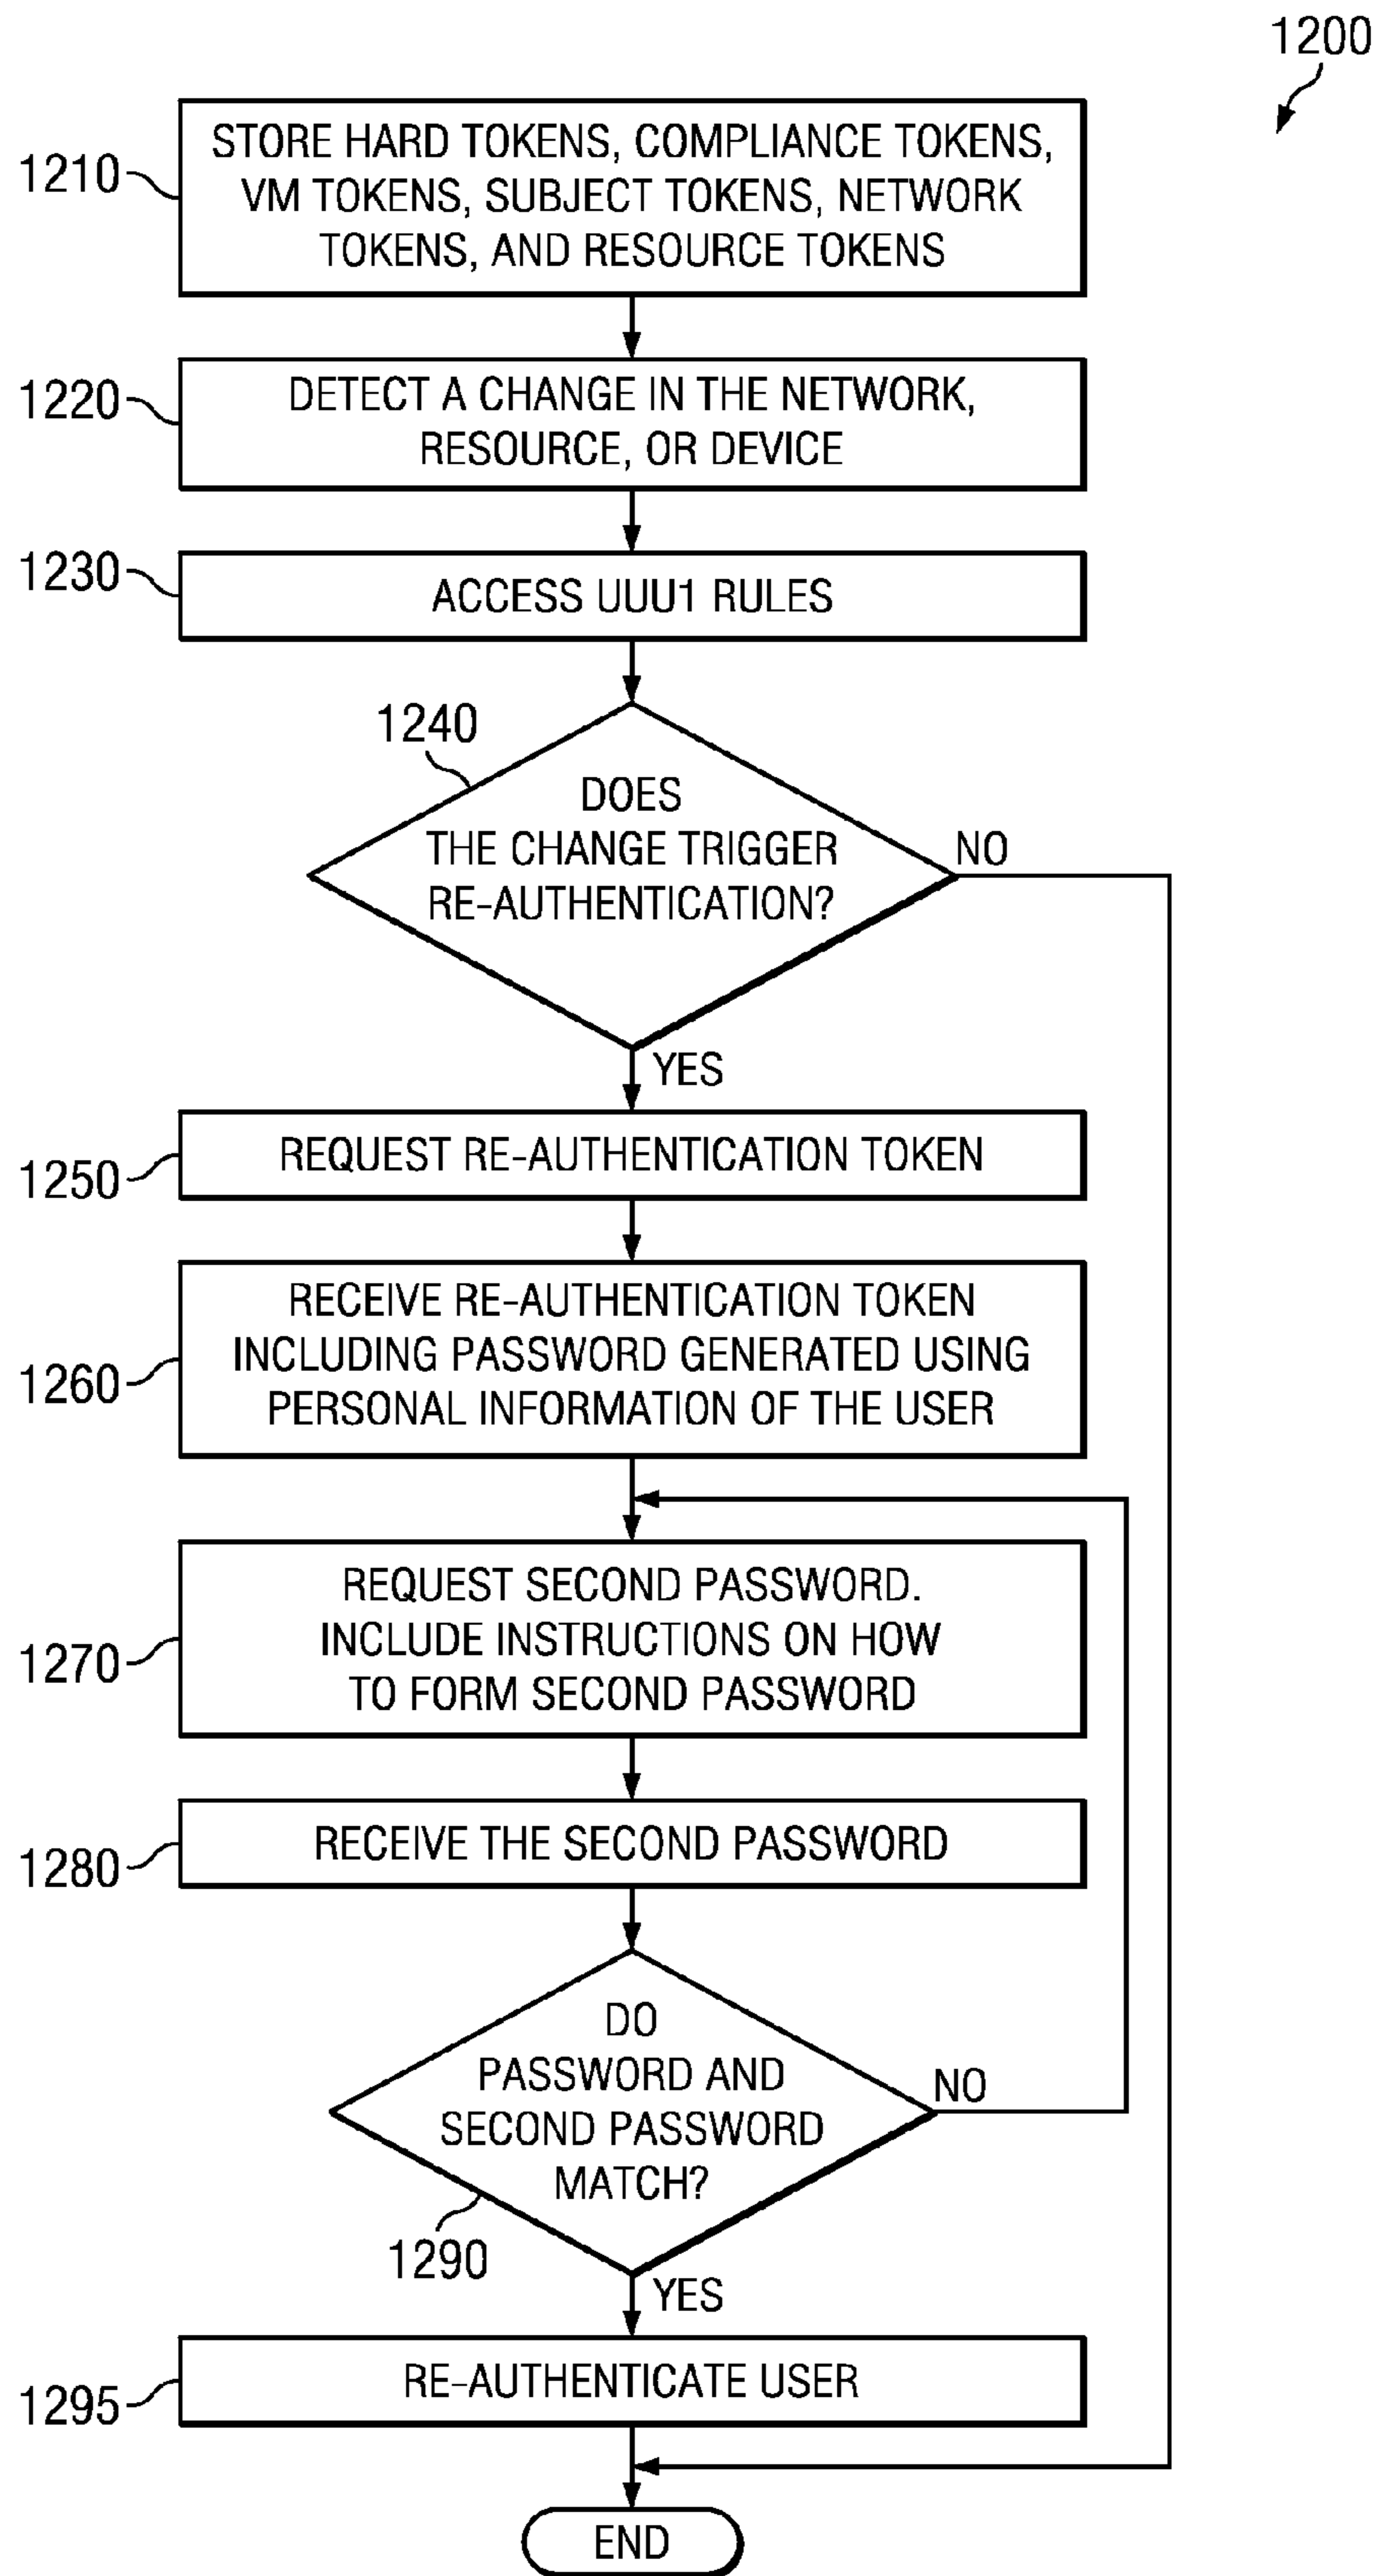 1200
1210
STORE HARD TOKENS, COMPLIANCE TOKENS,
VM TOKENS, SUBJECT TOKENS, NETWORK
TOKENS, AND RESOURCE TOKENS
1220
DETECT A CHANGE IN THE NETWORK,
RESOURCE, OR DEVICE
1230
ACCESS UUU1 RULES
1240
DOES
THE CHANGE TRIGGER
RE-AUTHENTICATION?
NO
YES
1250
REQUEST RE-AUTHENTICATION TOKEN
1260
RECEIVE RE-AUTHENTICATION TOKEN
INCLUDING PASSWORD GENERATED USING
PERSONAL INFORMATION OF THE USER
1270
REQUEST SECOND PASSWORD.
INCLUDE INSTRUCTIONS ON HOW
TO FORM SECOND PASSWORD
1280
RECEIVE THE SECOND PASSWORD
DO
PASSWORD AND
SECOND PASSWORD
MATCH?
NO
1290
YES
1295
RE-AUTHENTICATE USER
END